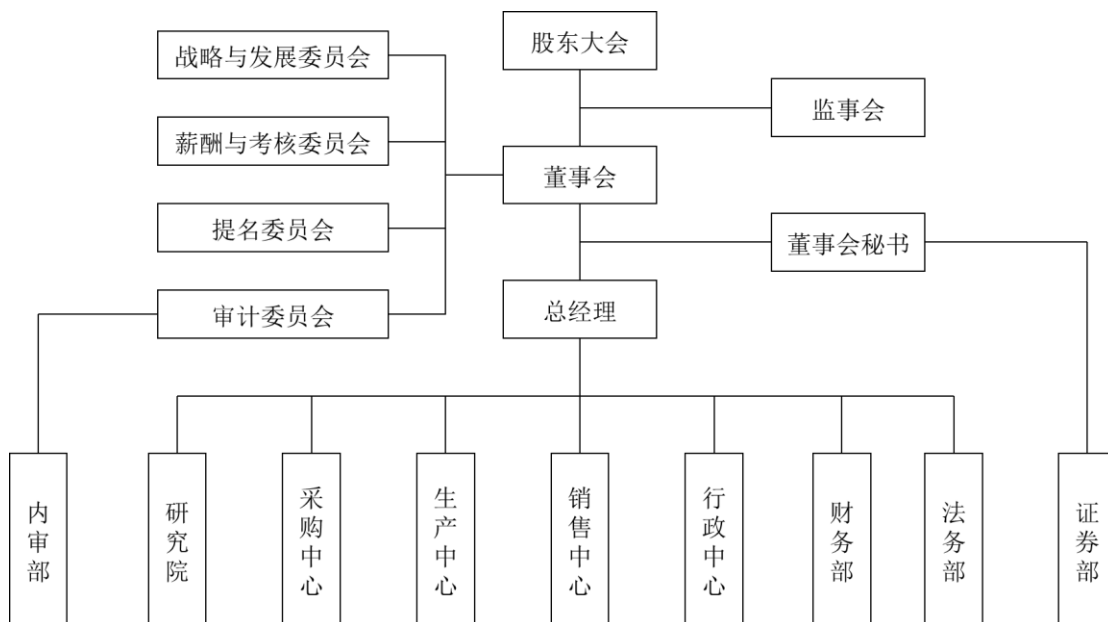 股东大会
战略与发展委员会
监事会
薪酬与考核委员会
董事会
提名委员会
董事会秘书
审计委员会
总经理
内审部
研究院
采购中心
生产中心
销售中心
行政中心
财务部
法务部
证券部